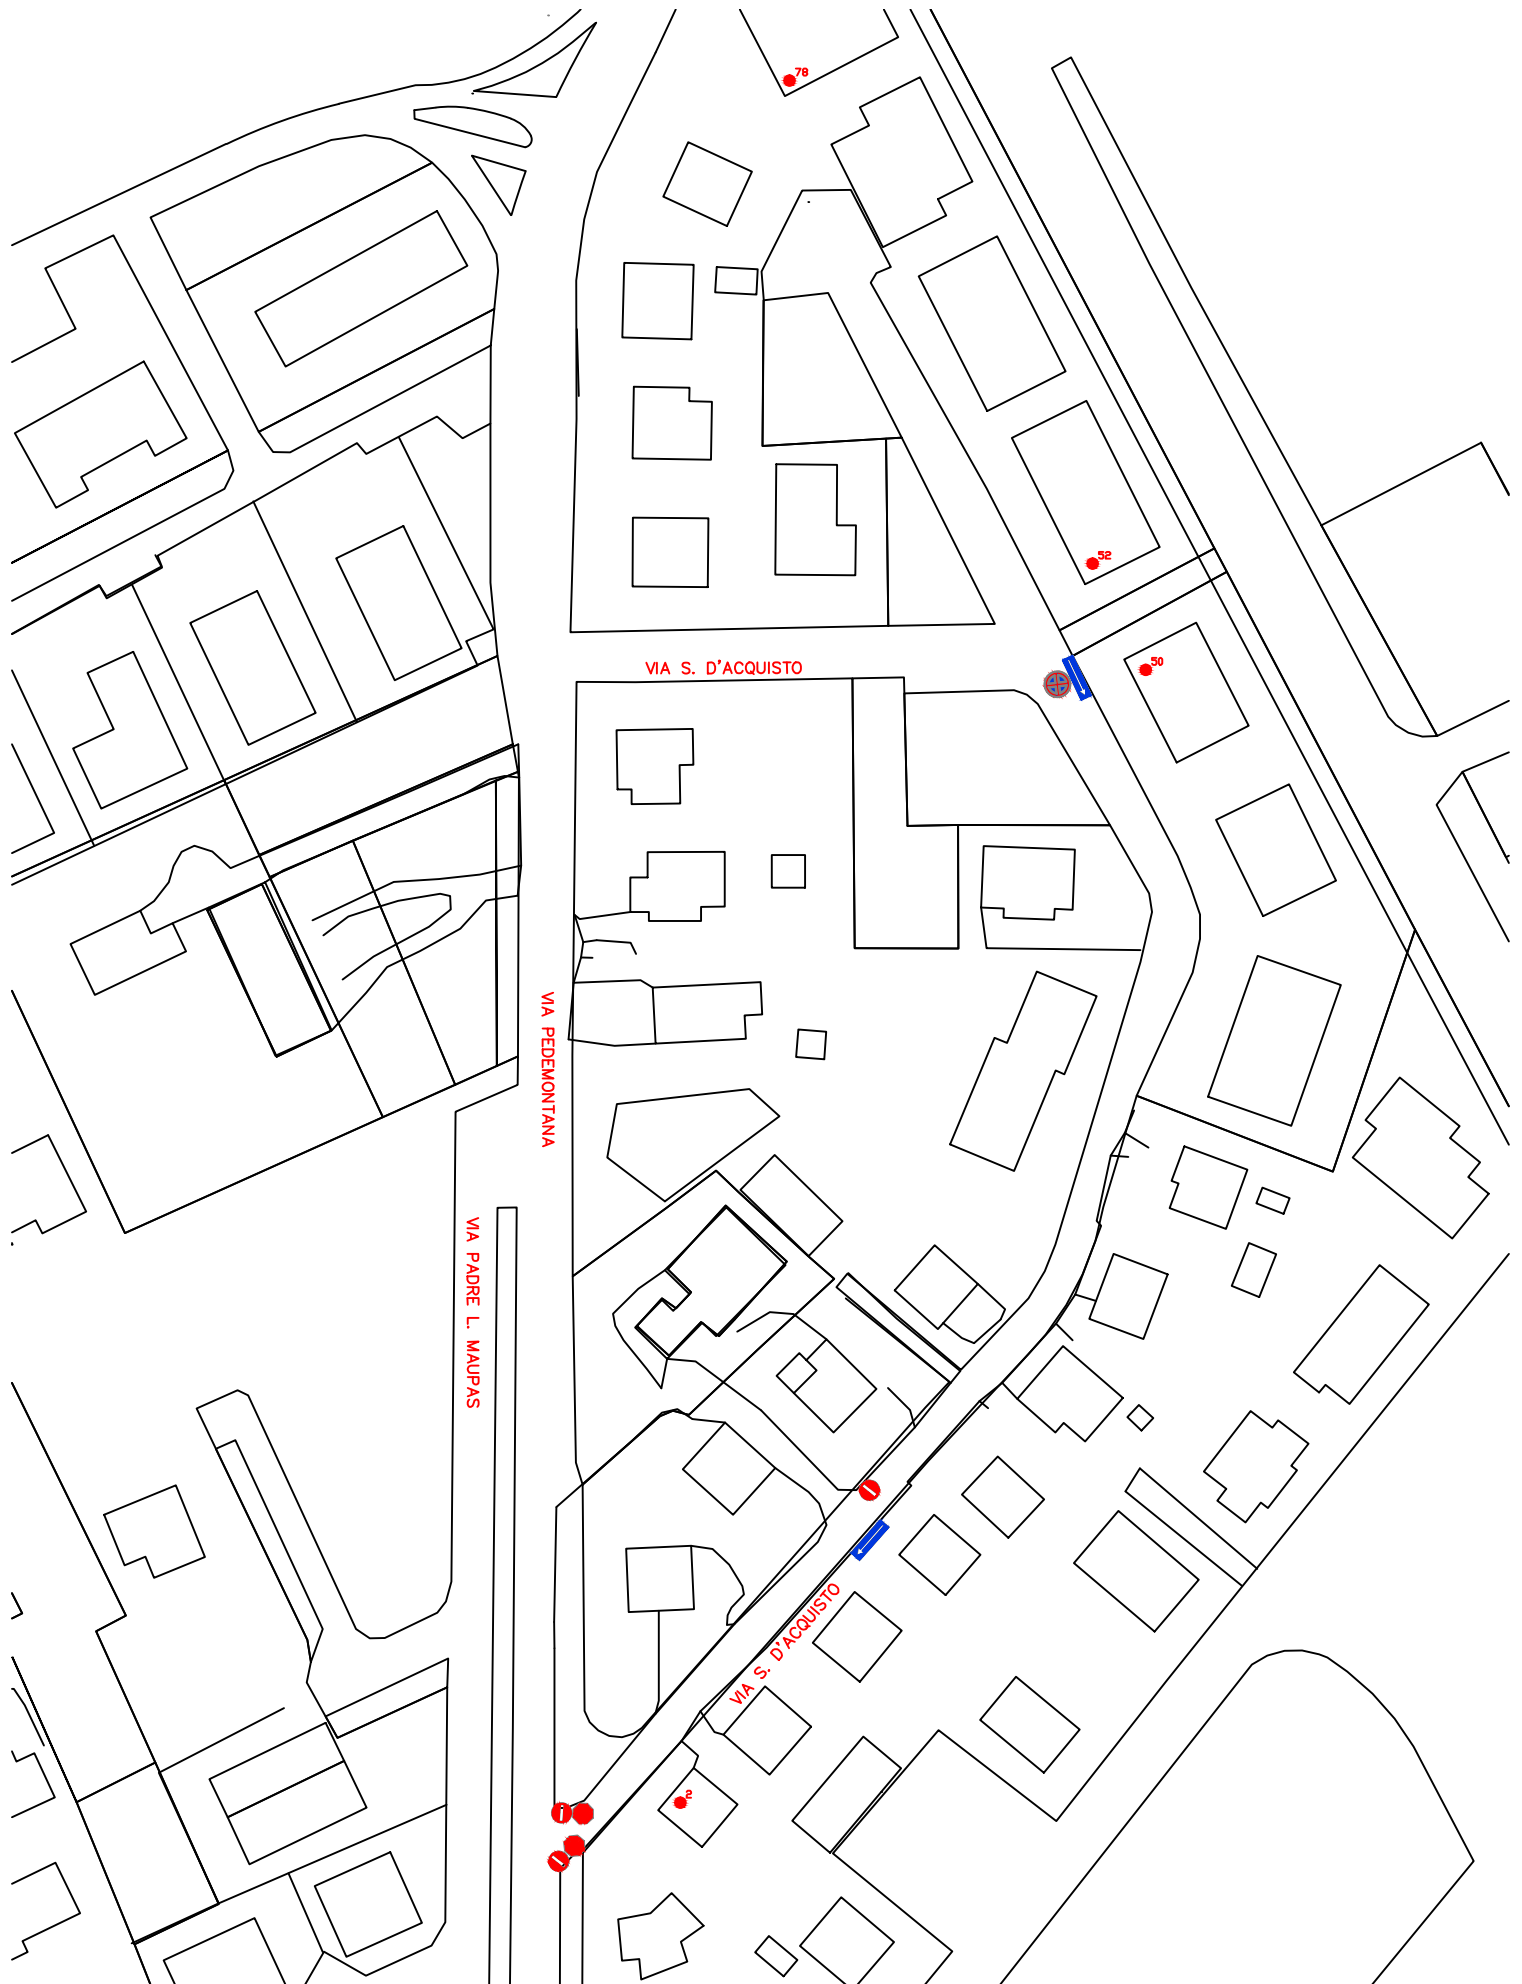 78
52
50
VIA S. D'ACQUISTO
VIA PEDEMONTANA
VIA PADRE L. MAUPAS
VIA S. D'ACQUISTO
2